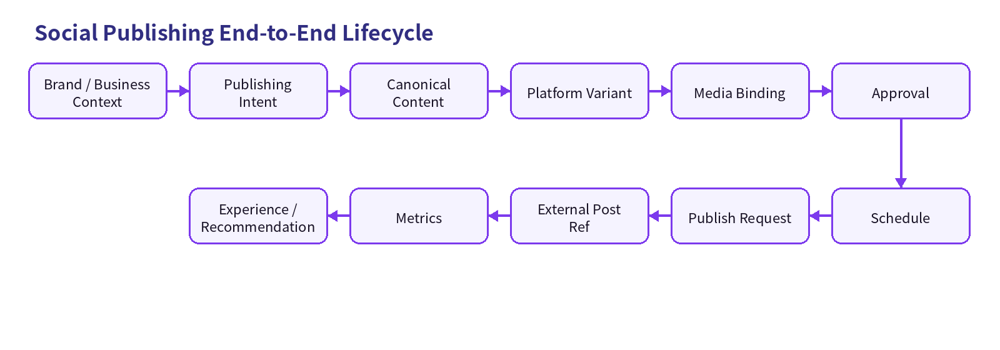 Social Publishing End-to-End Lifecycle
Brand / Business
Context
Publishing
Intent
Canonical
Content
Platform Variant
Media Binding
Approval
Experience /
Recommendation
Metrics
External Post
Ref
Publish Request
Schedule